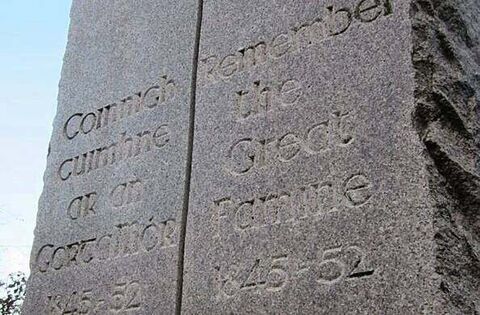 Coinnigh
cuimhne
ar an
Gorta Mór
1845-52
Remember
the
Great
Famine
1845-52